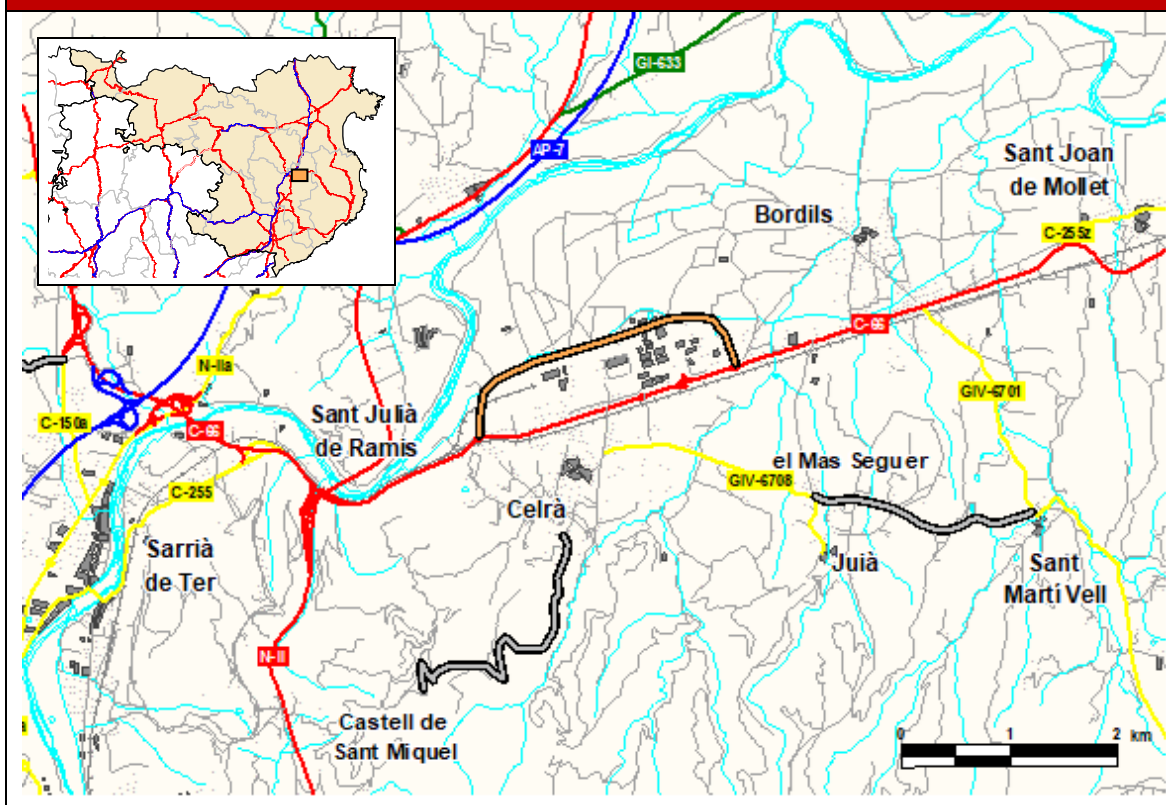 GI-633
AP-7
Sant Joan
de Mollet
Bordils
C-255z
C-66
N-IIa
GIV-6701
C-150a
Sant Julià
de Ramis
C-66
el Mas Seguer
GIV-6708
C-255
Celrà
Sarrià
de Ter
Juià
Sant
Martí Vell
N-II
Castell de
Sant Miquel
0 1 2 km